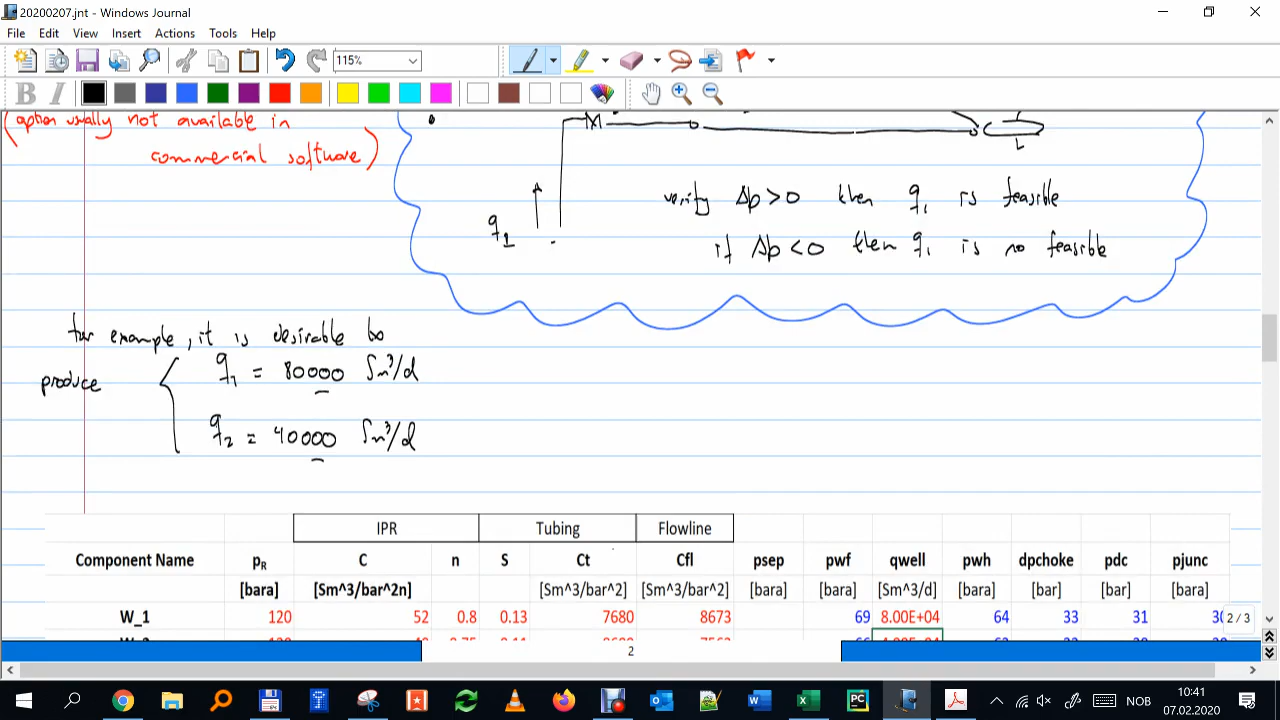 20200207.jnt - Windows Journal
File Edit View Insert Actions Tools Help
115%
(option usually not available in
commercial software)
q1
verify Δp>0 then q1 is feasible
if Δp<0 then q1 is no feasible
for example, it is desirable to
produce
q1 = 80000 Sm³/d
q2 = 40000 Sm³/d
IPR Tubing Flowline
Component Name pR C n S Ct Cfl psep pwf qwell pwh dpchoke pdc pjunc
[bara] [Sm^3/bar^2n] [Sm^3/bar^2] [Sm^3/bar^2] [bara] [bara] [Sm^3/d] [bara] [bar] [bar] [bara]
W_1 120 52 0.8 0.13 7680 8673 69 8.00E+04 64 33 31 30
2 / 3
2
NOB
10:41
07.02.2020